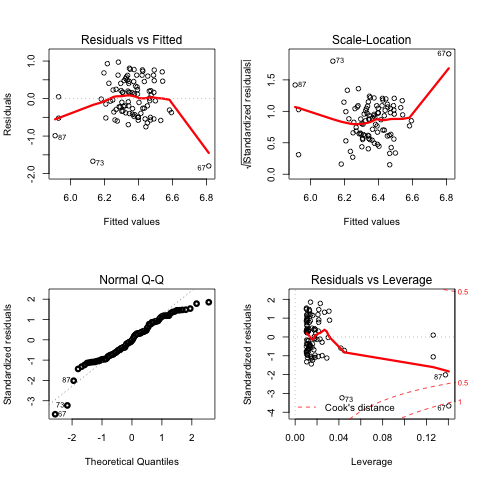 Residuals vs Fitted
Residuals
1.0
0.0
-1.0
-2.0
87
73
67
6.0 6.2 6.4 6.6 6.8
Fitted values
Scale-Location
√|Standardized residuals|
1.5
1.0
0.5
0.0
73
67
87
6.0 6.2 6.4 6.6 6.8
Fitted values
Normal Q-Q
Standardized residuals
2
1
0
-1
-2
-3
87
73
67
-2 -1 0 1 2
Theoretical Quantiles
Residuals vs Leverage
Standardized residuals
2
1
0
-1
-2
-3
-4
0.5
0.5
1
87
73
67
Cook's distance
0.00 0.04 0.08 0.12
Leverage